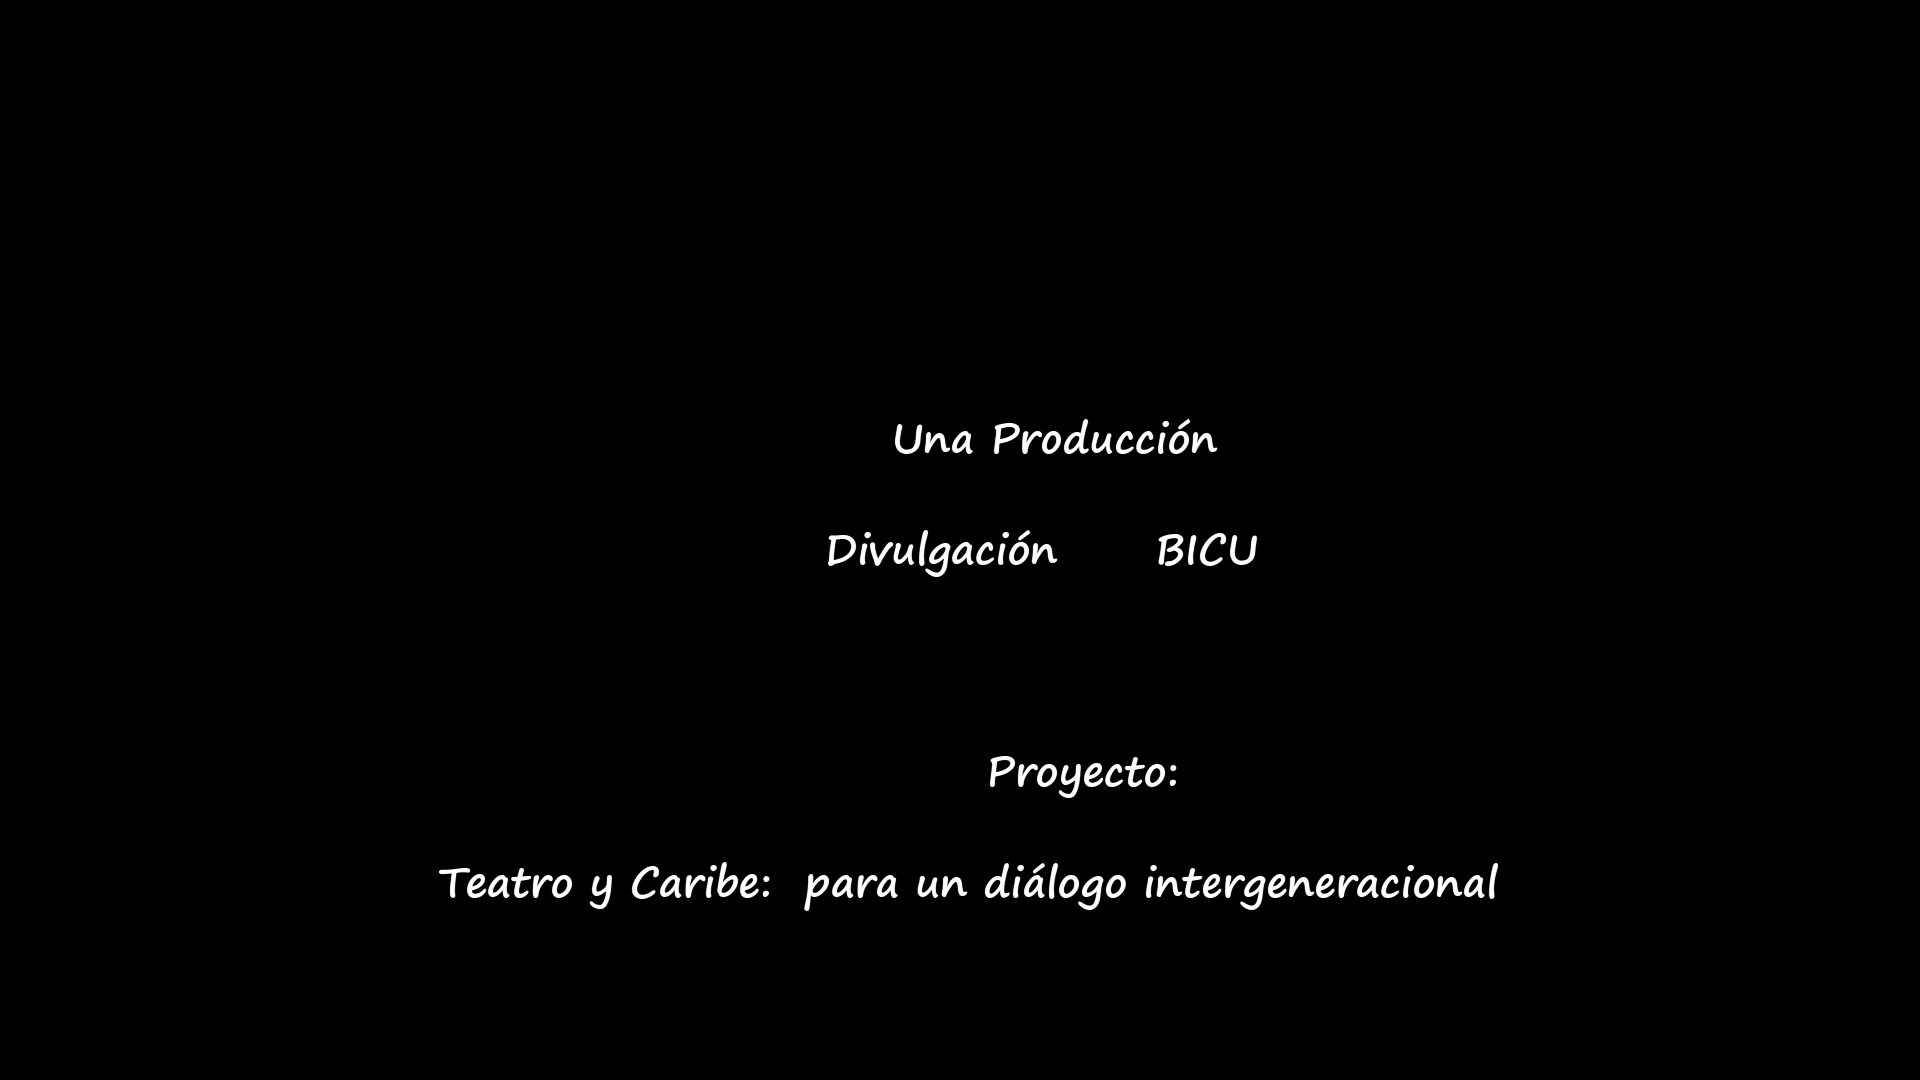 Una Producción
Divulgación BICU
Proyecto:
Teatro y Caribe: para un diálogo intergeneracional